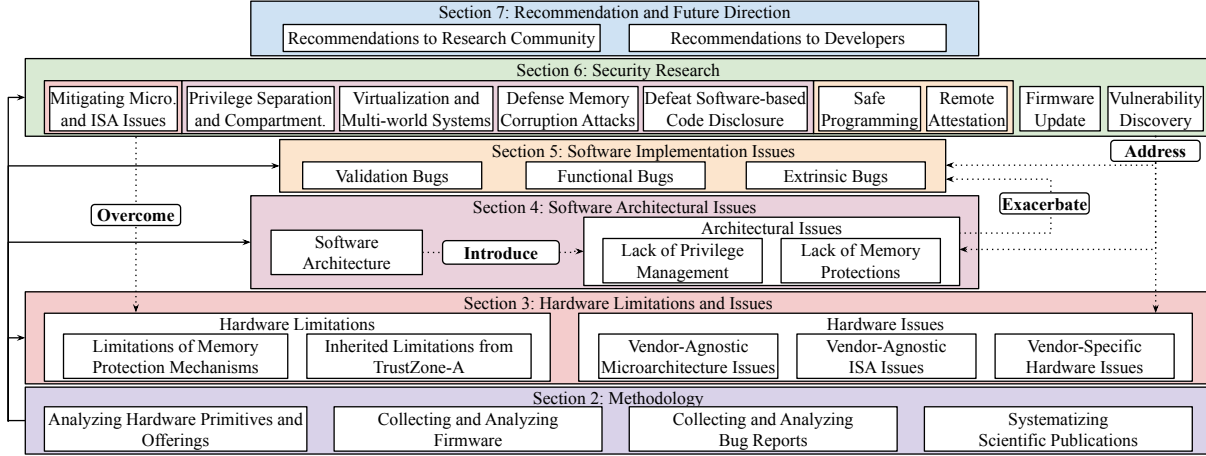 Section 7: Recommendation and Future Direction
Recommendations to Research Community
Recommendations to Developers
Section 6: Security Research
Mitigating Micro.
and ISA Issues
Privilege Separation
and Compartment.
Virtualization and
Multi-world Systems
Defense Memory
Corruption Attacks
Defeat Software-based
Code Disclosure
Safe
Programming
Remote
Attestation
Firmware
Update
Vulnerability
Discovery
Address
Section 5: Software Implementation Issues
Validation Bugs
Functional Bugs
Extrinsic Bugs
Overcome
Exacerbate
Section 4: Software Architectural Issues
Software
Architecture
Introduce
Architectural Issues
Lack of Privilege
Management
Lack of Memory
Protections
Section 3: Hardware Limitations and Issues
Hardware Limitations
Limitations of Memory
Protection Mechanisms
Inherited Limitations from
TrustZone-A
Hardware Issues
Vendor-Agnostic
Microarchitecture Issues
Vendor-Agnostic
ISA Issues
Vendor-Specific
Hardware Issues
Section 2: Methodology
Analyzing Hardware Primitives and
Offerings
Collecting and Analyzing
Firmware
Collecting and Analyzing
Bug Reports
Systematizing
Scientific Publications